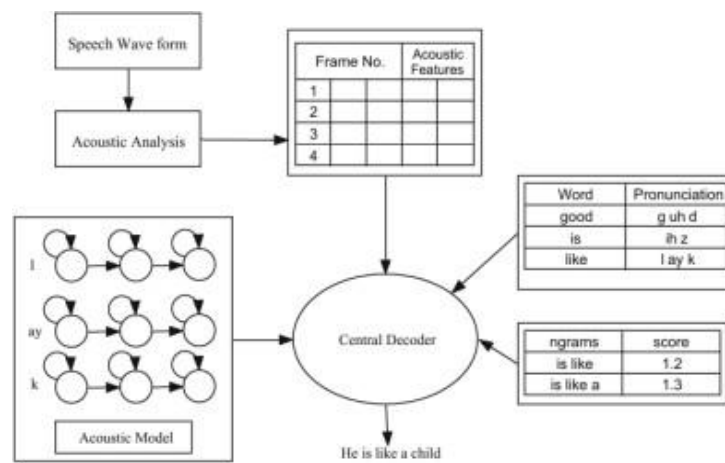 Speech Wave form
Acoustic Analysis
Frame No. Acoustic Features
1
2
3
4
Word Pronunciation
good g uh d
is ih z
like l ay k
l
ay
k
Acoustic Model
Central Decoder
ngrams score
is like 1.2
is like a 1.3
He is like a child